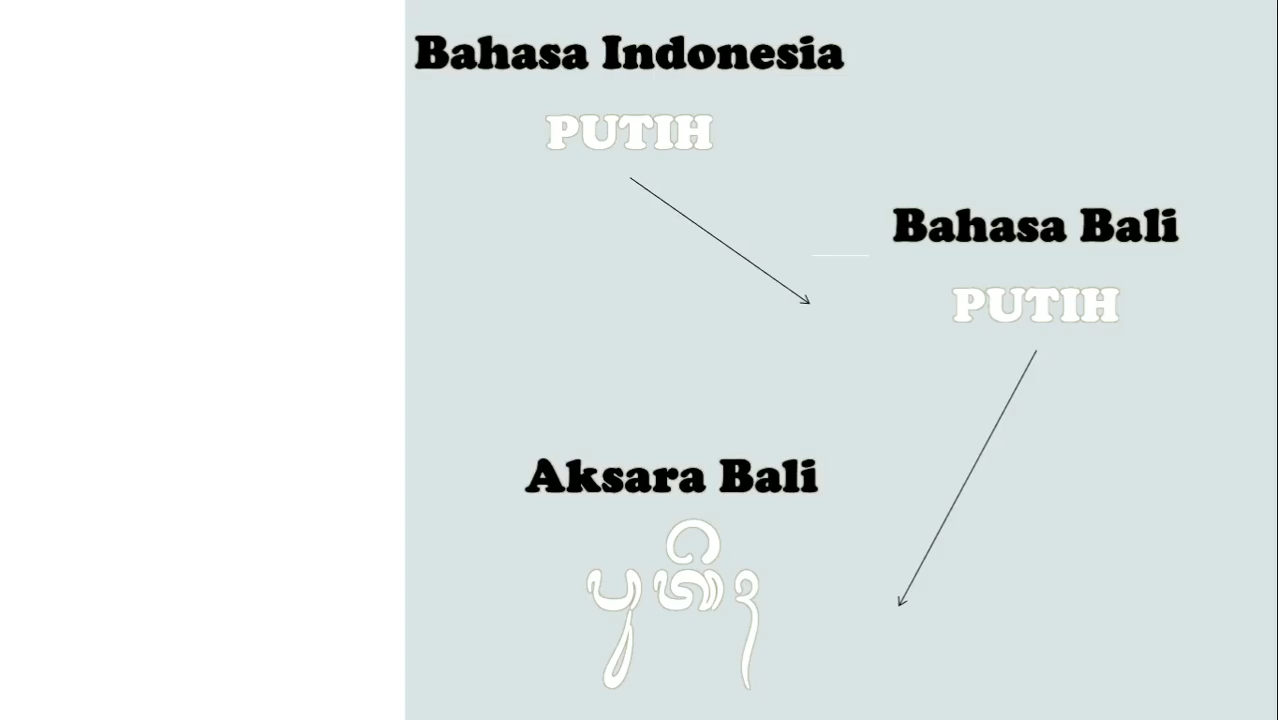 Bahasa Indonesia
PUTIH
Bahasa Bali
PUTIH
Aksara Bali
ᬧᬸᬢᬶᬄ